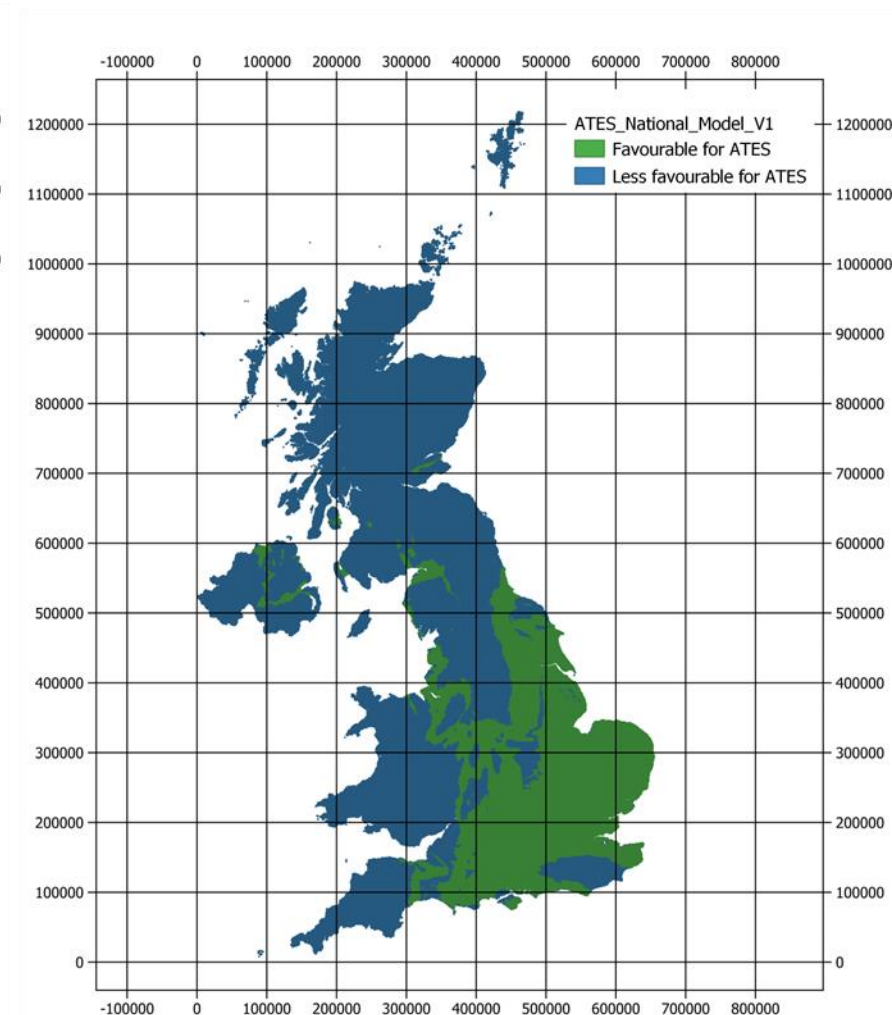 -100000 0 100000 200000 300000 400000 500000 600000 700000 800000
1200000 1200000
ATES_National_Model_V1
Favourable for ATES
Less favourable for ATES
1100000 1100000
1000000 1000000
900000 900000
800000 800000
700000 700000
600000 600000
500000 500000
400000 400000
300000 300000
200000 200000
100000 100000
0 0
-100000 0 100000 200000 300000 400000 500000 600000 700000 800000